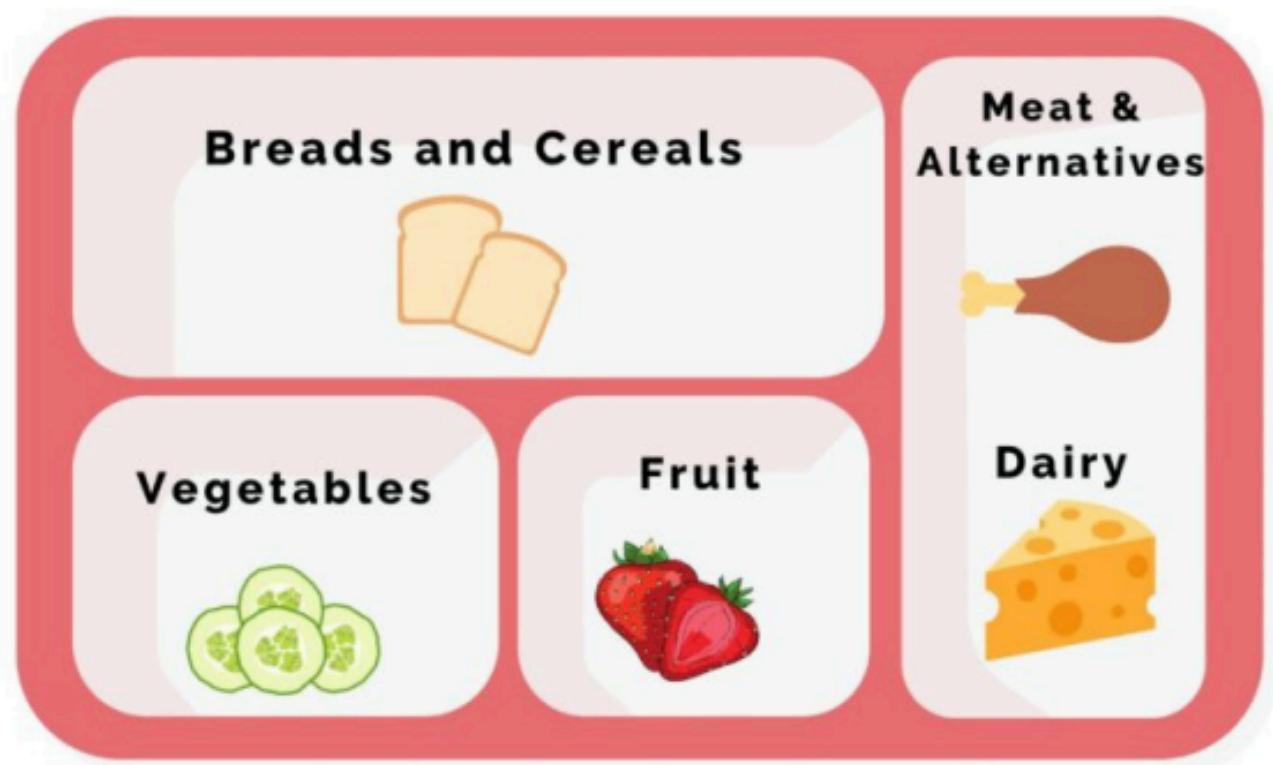 Breads and Cereals
Meat &
Alternatives
Vegetables
Fruit
Dairy